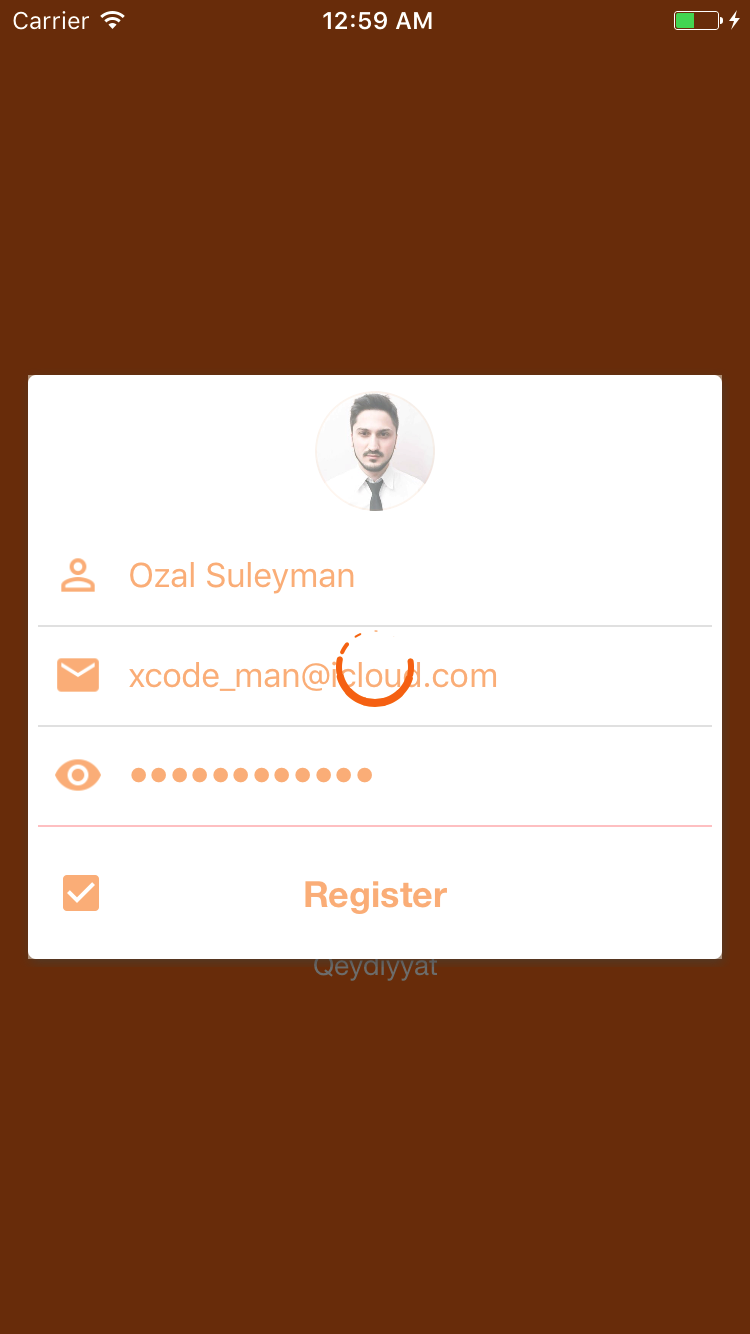 Carrier 12:59 AM
Ozal Suleyman
xcode_man@icloud.com
••••••••••••
Register
Qeydiyyat